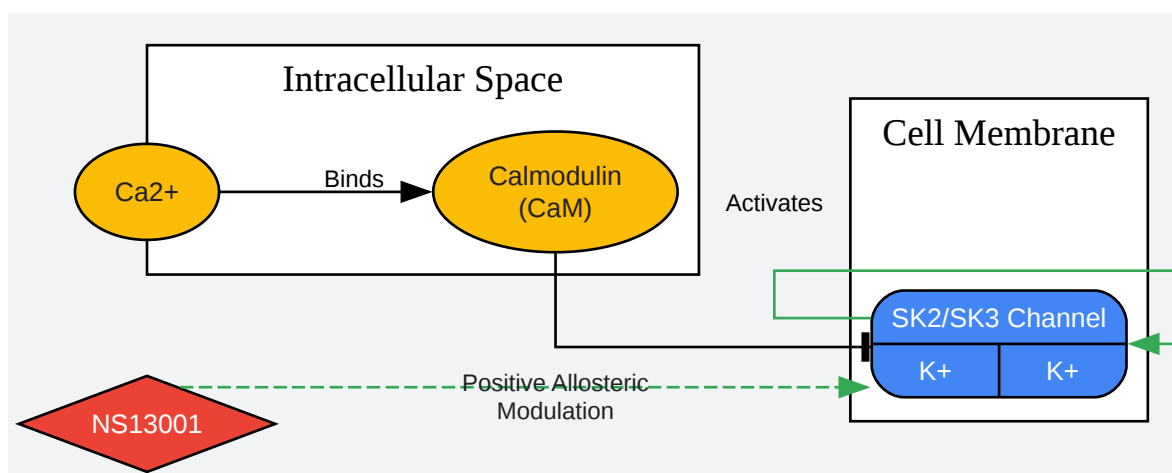 Intracellular Space
Cell Membrane
Ca2+
Binds
Calmodulin
(CaM)
Activates
SK2/SK3 Channel
K+
K+
Positive Allosteric
Modulation
NS13001